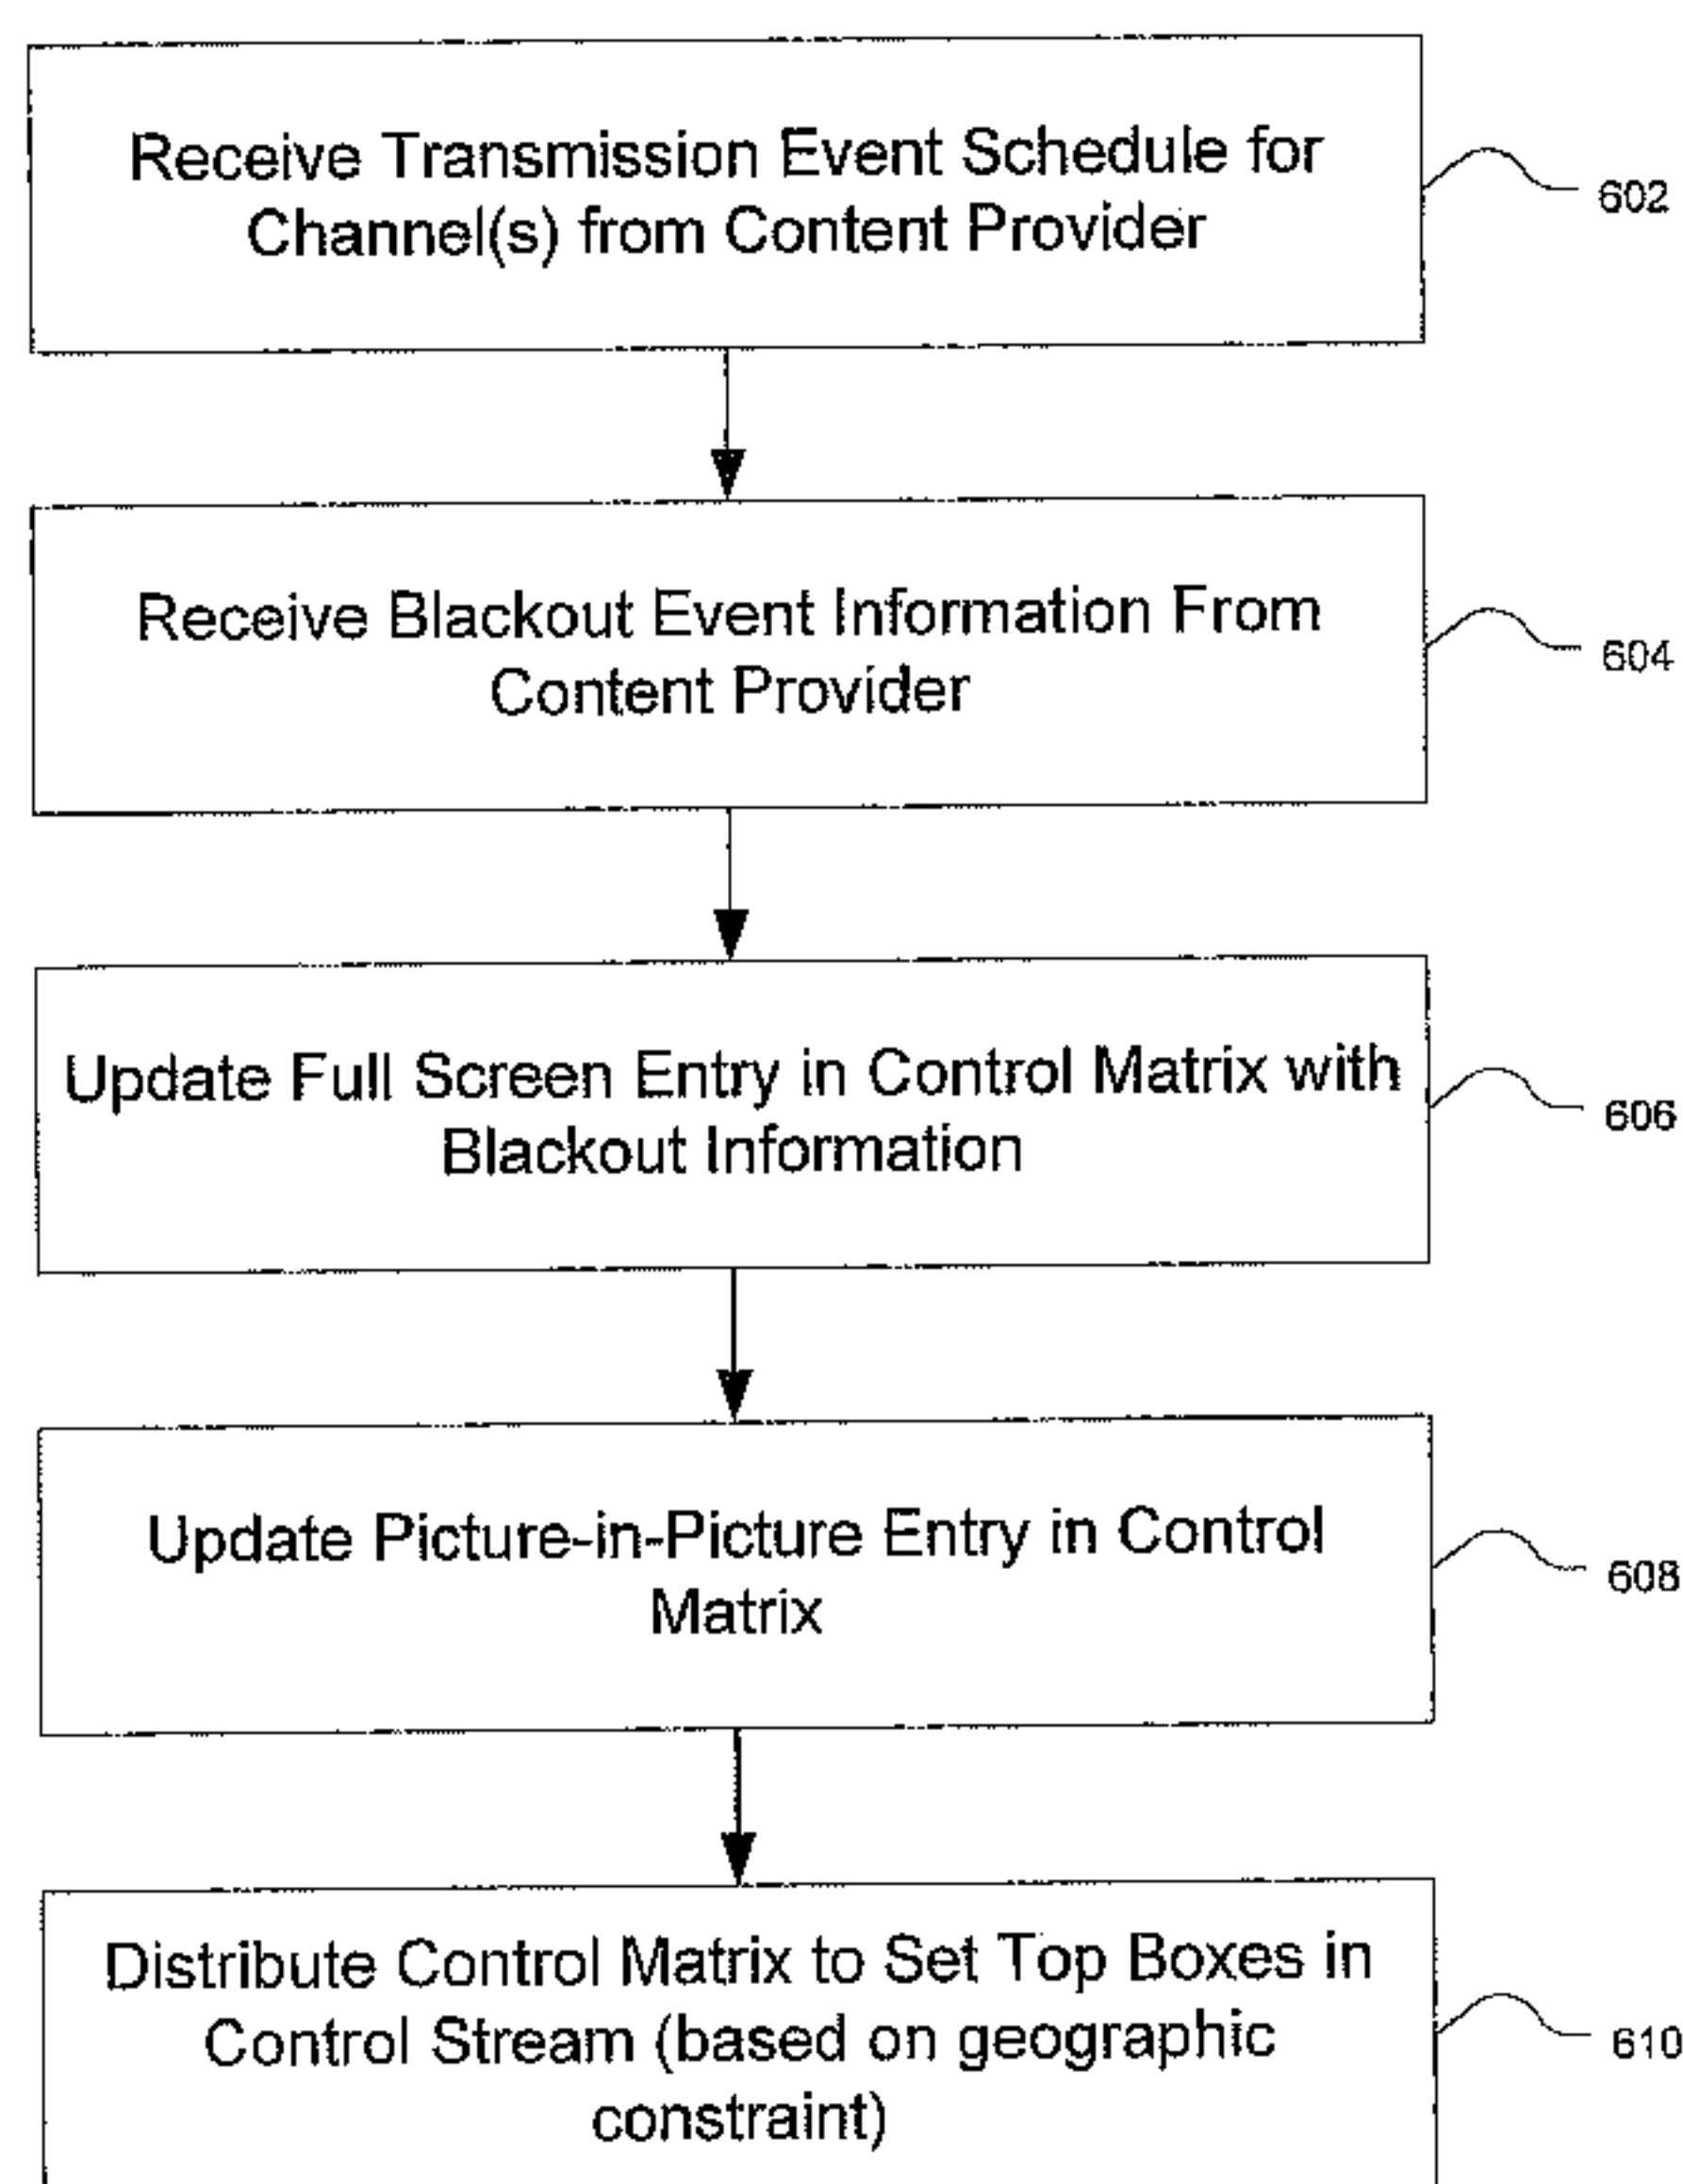 Receive Transmission Event Schedule for
Channel(s) from Content Provider
602
Receive Blackout Event Information From
Content Provider
604
Update Full Screen Entry in Control Matrix with
Blackout Information
606
Update Picture-in-Picture Entry in Control
Matrix
608
Distribute Control Matrix to Set Top Boxes in
Control Stream (based on geographic
constraint)
610